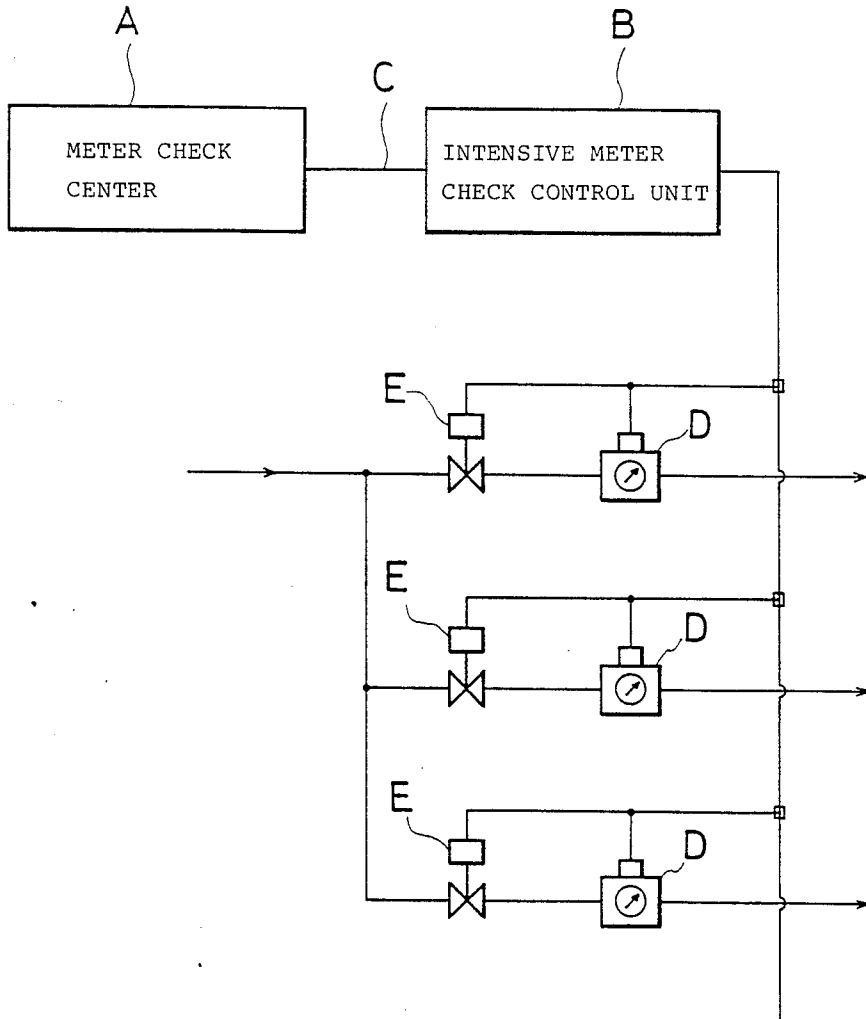 A
B
C
METER CHECK
CENTER
INTENSIVE METER
CHECK CONTROL UNIT
E
D
E
D
E
D